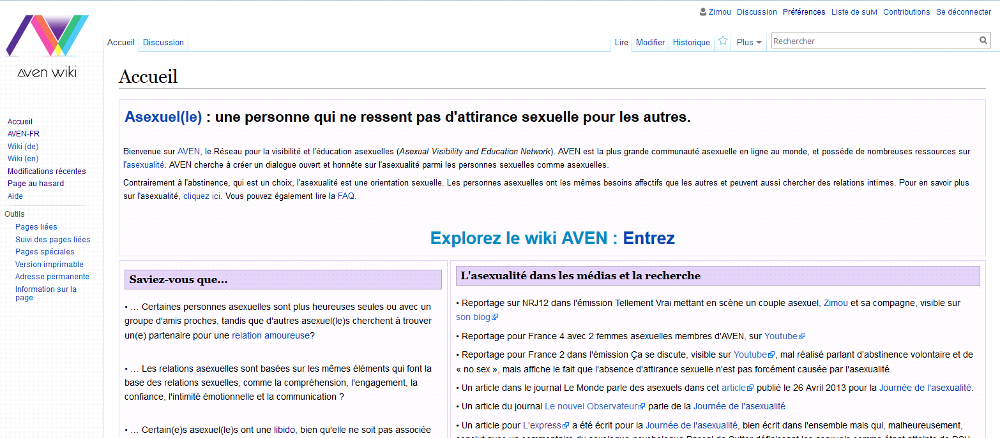 Zimou Discussion Préférences Liste de suivi Contributions Se déconnecter
Accueil Discussion Lire Modifier Historique Plus Rechercher
Aven wiki
Accueil
AVEN-FR
Wiki (de)
Wiki (en)
Modifications récentes
Page au hasard
Aide
Outils
Pages liées
Suivi des pages liées
Pages spéciales
Version imprimable
Adresse permanente
Information sur la
page
Accueil
Asexuel(le) : une personne qui ne ressent pas d'attirance sexuelle pour les autres.
Bienvenue sur AVEN, le Réseau pour la visibilité et l'éducation asexuelles (Asexual Visibility and Education Network). AVEN est la plus grande communauté asexuelle en ligne au monde, et possède de nombreuses ressources sur
l'asexualité. AVEN cherche à créer un dialogue ouvert et honnête sur l'asexualité parmi les personnes sexuelles comme asexuelles.
Contrairement à l'abstinence, qui est un choix, l'asexualité est une orientation sexuelle. Les personnes asexuelles ont les mêmes besoins affectifs que les autres et peuvent aussi chercher des relations intimes. Pour en savoir plus
sur l'asexualité, cliquez ici. Vous pouvez également lire la FAQ.
Explorez le wiki AVEN : Entrez
Saviez-vous que...
• … Certaines personnes asexuelles sont plus heureuses seules ou avec un
groupe d'amis proches, tandis que d'autres asexuel(le)s cherchent à trouver
un(e) partenaire pour une relation amoureuse?
• … Les relations asexuelles sont basées sur les mêmes éléments qui font la
base des relations sexuelles, comme la compréhension, l'engagement, la
confiance, l'intimité émotionnelle et la communication ?
• … Certain(e)s asexuel(le)s ont une libido, bien qu'elle ne soit pas associée
L'asexualité dans les médias et la recherche
• Reportage sur NRJ12 dans l'émission Tellement Vrai mettant en scène un couple asexuel, Zimou et sa compagne, visible sur
son blog
• Reportage pour France 4 avec 2 femmes asexuelles membres d'AVEN, sur Youtube
• Reportage pour France 2 dans l'émission Ça se discute, visible sur Youtube, mal réalisé parlant d’abstinence volontaire et de
« no sex », mais affiche le fait que l'absence d'attirance sexuelle n'est pas forcément causée par l'asexualité.
• Un article dans le journal Le Monde parle des asexuels dans cet article publié le 26 Avril 2013 pour la Journée de l'asexualité.
• Un article du journal Le nouvel Observateur parle de la Journée de l'asexualité
• Un article pour L'express a été écrit pour la Journée de l'asexualité, bien écrit dans l'ensemble mais qui, malheureusement,